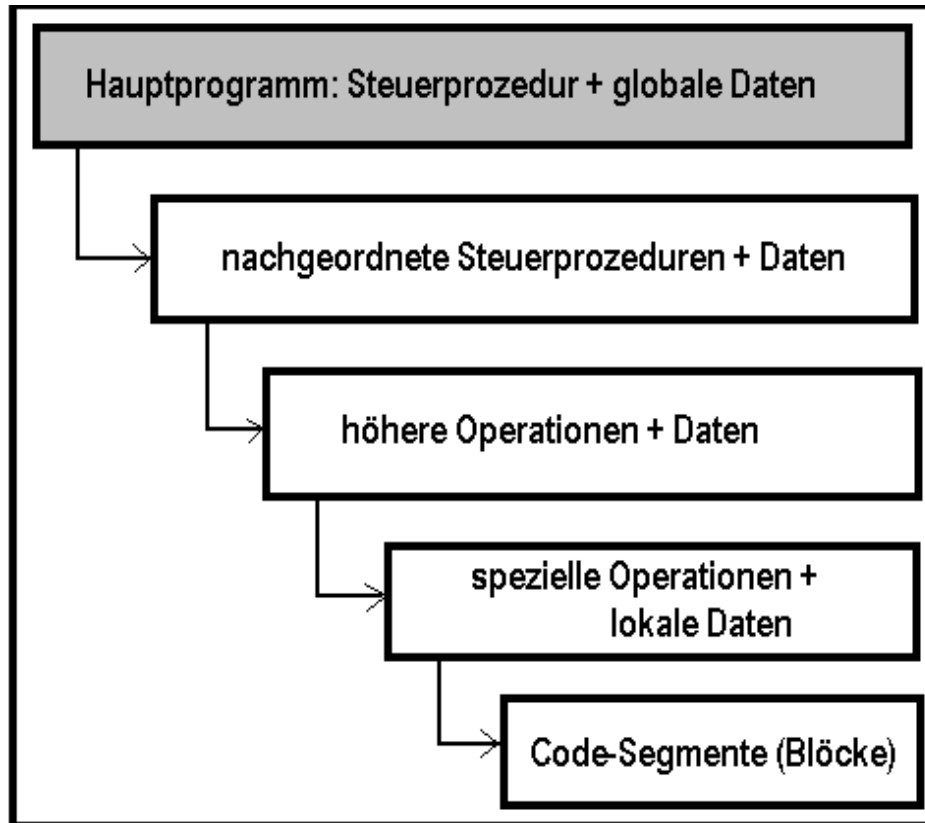 Hauptprogramm: Steuerprozedur + globale Daten
nachgeordnete Steuerprozeduren + Daten
höhere Operationen + Daten
spezielle Operationen +
lokale Daten
Code-Segmente (Blöcke)